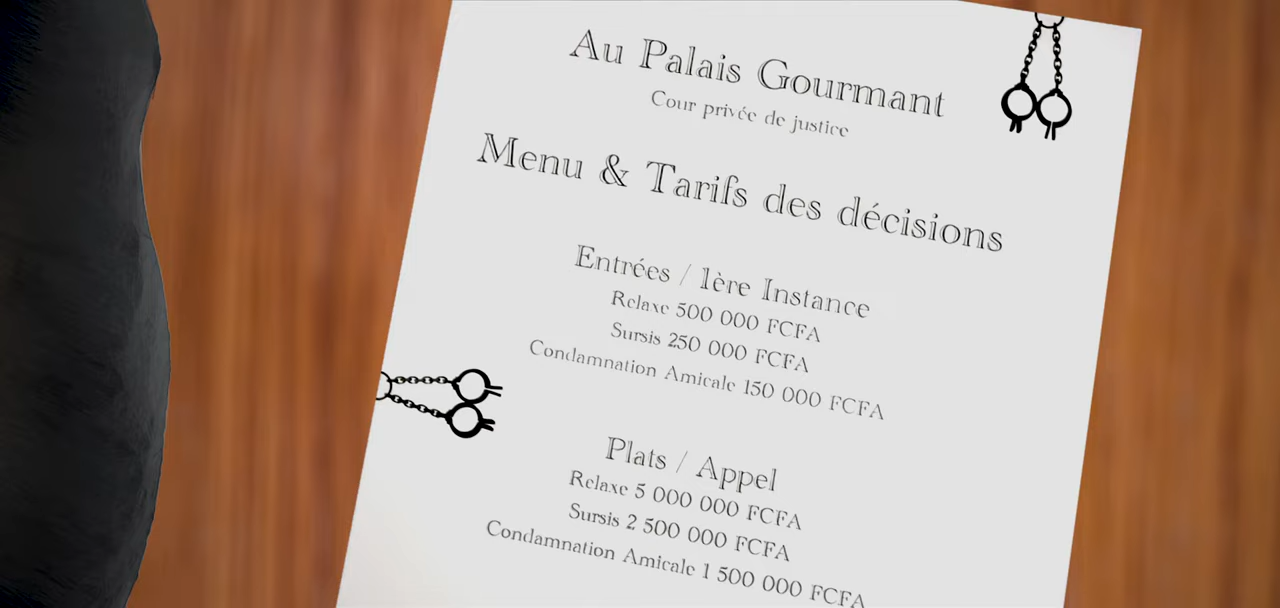 Au Palais Gourmant
Cour privée de justice
Menu & Tarifs des décisions
Entrées / 1ère Instance
Relaxe 500 000 FCFA
Sursis 250 000 FCFA
Condamnation Amicale 150 000 FCFA
Plats / Appel
Relaxe 5 000 000 FCFA
Sursis 2 500 000 FCFA
Condamnation Amicale 1 500 000 FCFA